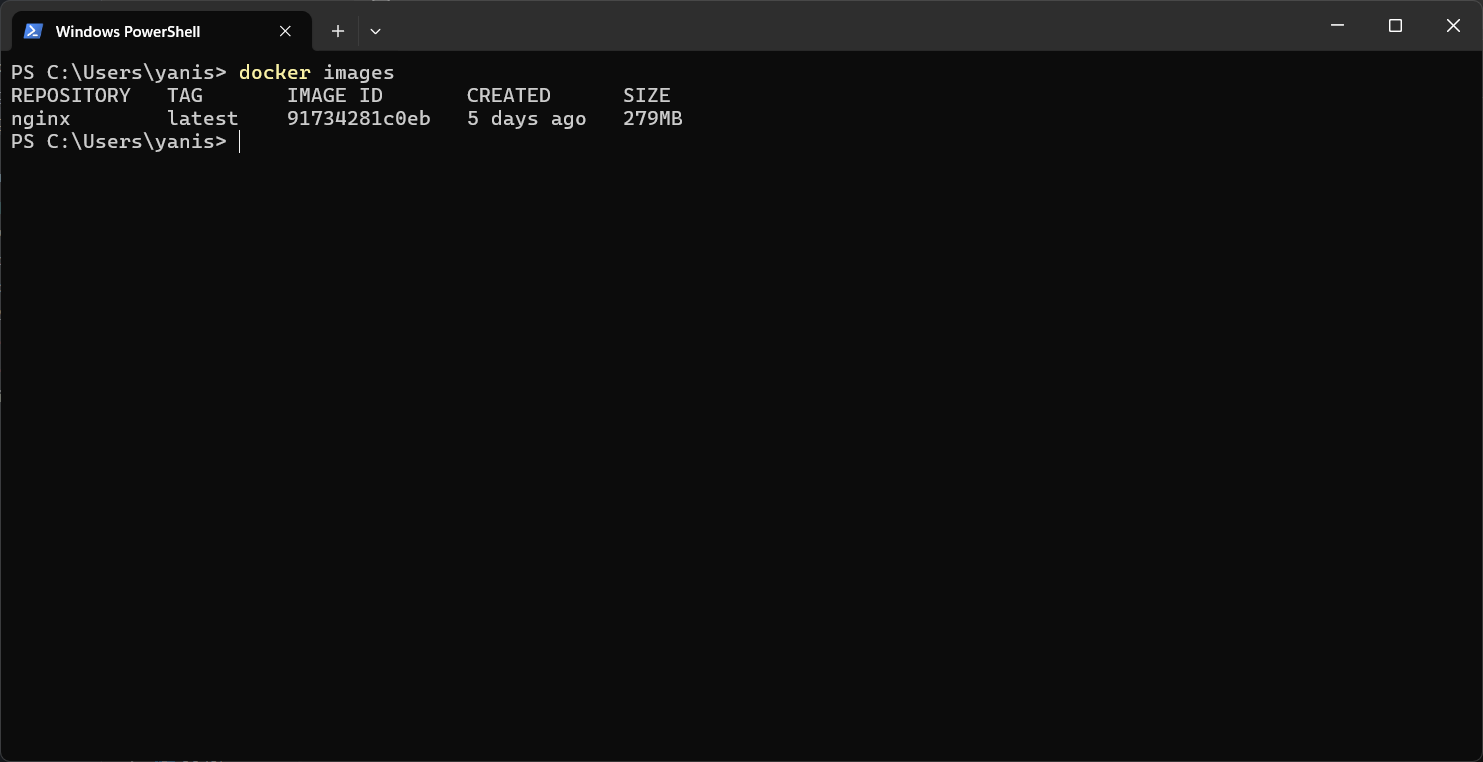 Windows PowerShell
PS C:\Users\yanis> docker images
REPOSITORY   TAG       IMAGE ID       CREATED      SIZE
nginx        latest    91734281c0eb   5 days ago   279MB
PS C:\Users\yanis>